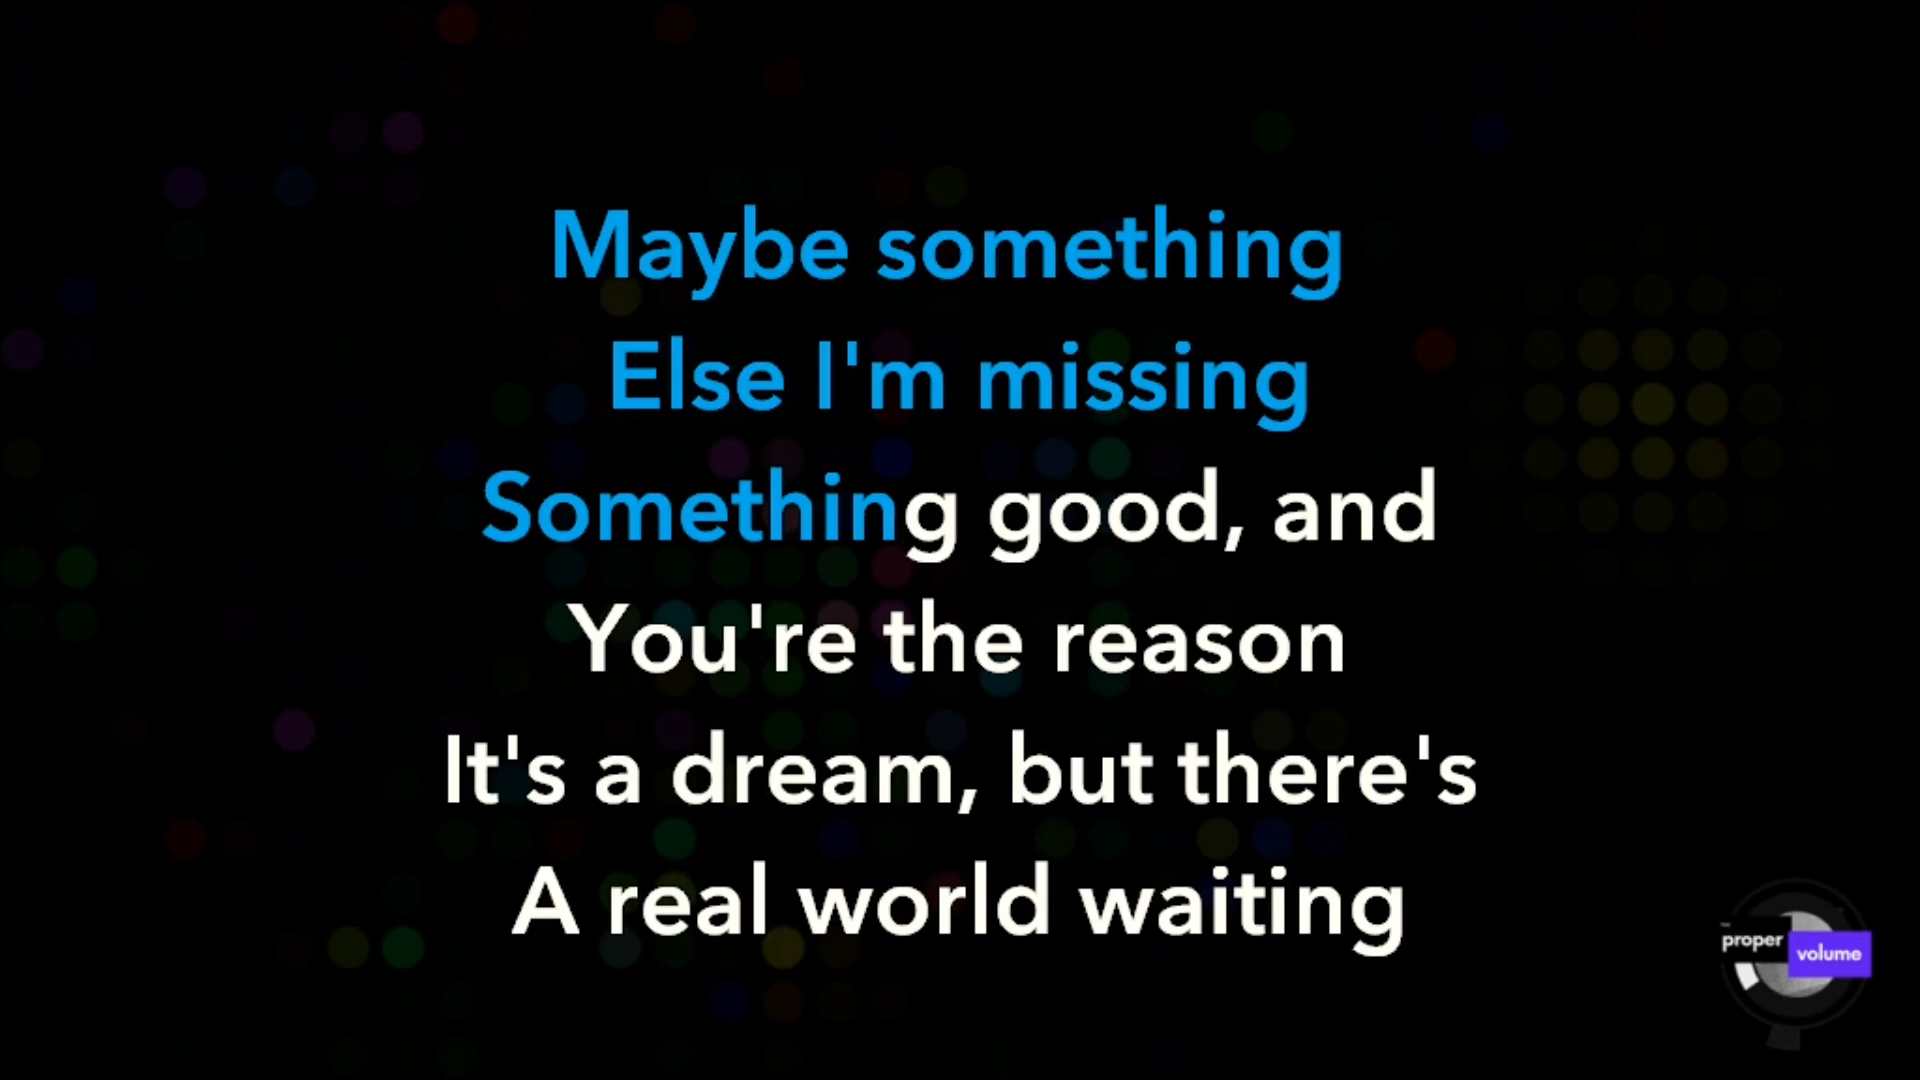 Maybe something
Else I'm missing
Something good, and
You're the reason
It's a dream, but there's
A real world waiting
proper
volume